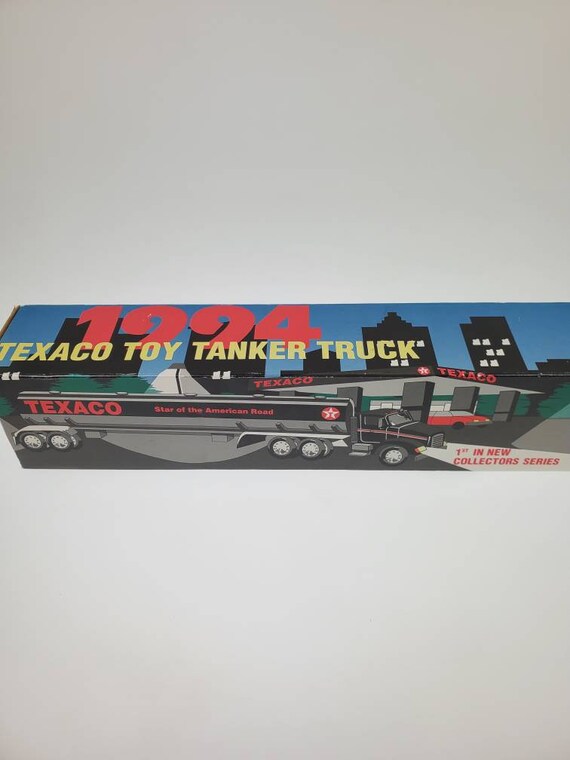 1994
TEXACO TOY TANKER TRUCK
TEXACO
TEXACO
TEXACO
Star of the American Road
1ST IN NEW
COLLECTORS SERIES